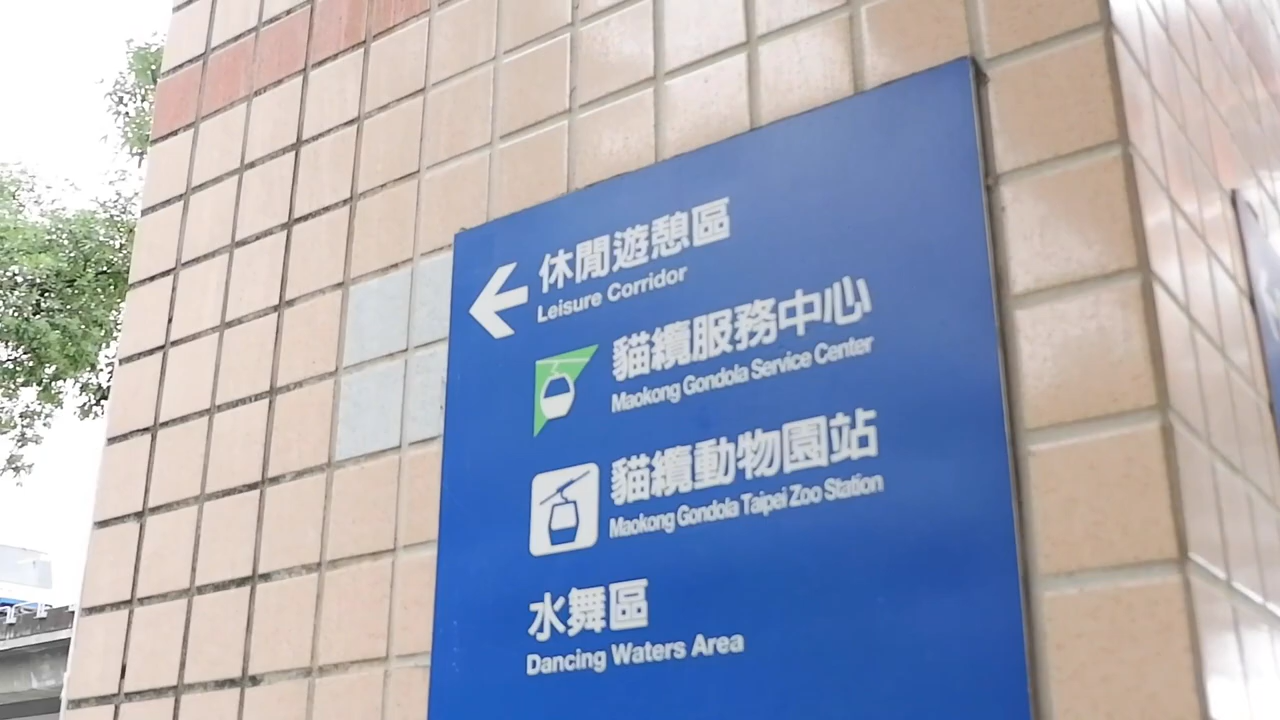 休閒遊憩區
Leisure Corridor
貓纜服務中心
Maokong Gondola Service Center
貓纜動物園站
Maokong Gondola Taipei Zoo Station
水舞區
Dancing Waters Area